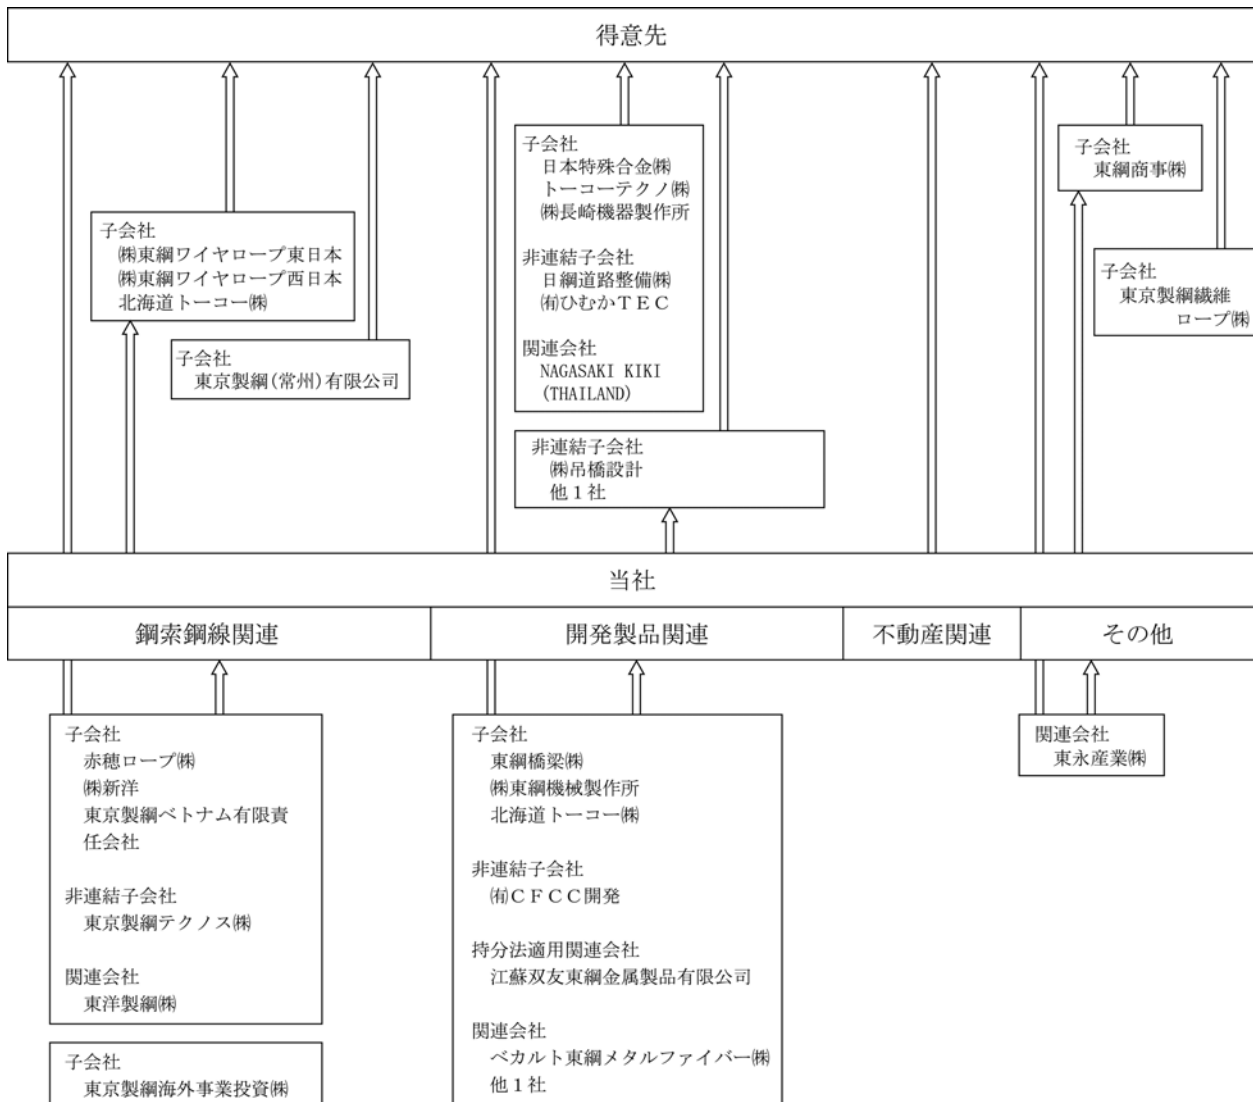 得意先
子会社
㈱東綱ワイヤロープ東日本
㈱東綱ワイヤロープ西日本
北海道トーコー㈱
子会社
東京製綱(常州)有限公司
子会社
日本特殊合金㈱
トーコーテクノ㈱
㈱長崎機器製作所
非連結子会社
日綱道路整備㈱
㈲ひむかＴＥＣ
関連会社
NAGASAKI KIKI
(THAILAND)
非連結子会社
㈱吊橋設計
他１社
子会社
東綱商事㈱
子会社
東京製綱繊維
ロープ㈱
当社
鋼索鋼線関連
開発製品関連
不動産関連
その他
子会社
赤穂ロープ㈱
㈱新洋
東京製綱ベトナム有限責
任会社
非連結子会社
東京製綱テクノス㈱
関連会社
東洋製綱㈱
子会社
東京製綱海外事業投資㈱
子会社
東綱橋梁㈱
㈱東綱機械製作所
北海道トーコー㈱
非連結子会社
㈲ＣＦＣＣ開発
持分法適用関連会社
江蘇双友東綱金属製品有限公司
関連会社
ベカルト東綱メタルファイバー㈱
他１社
関連会社
東永産業㈱